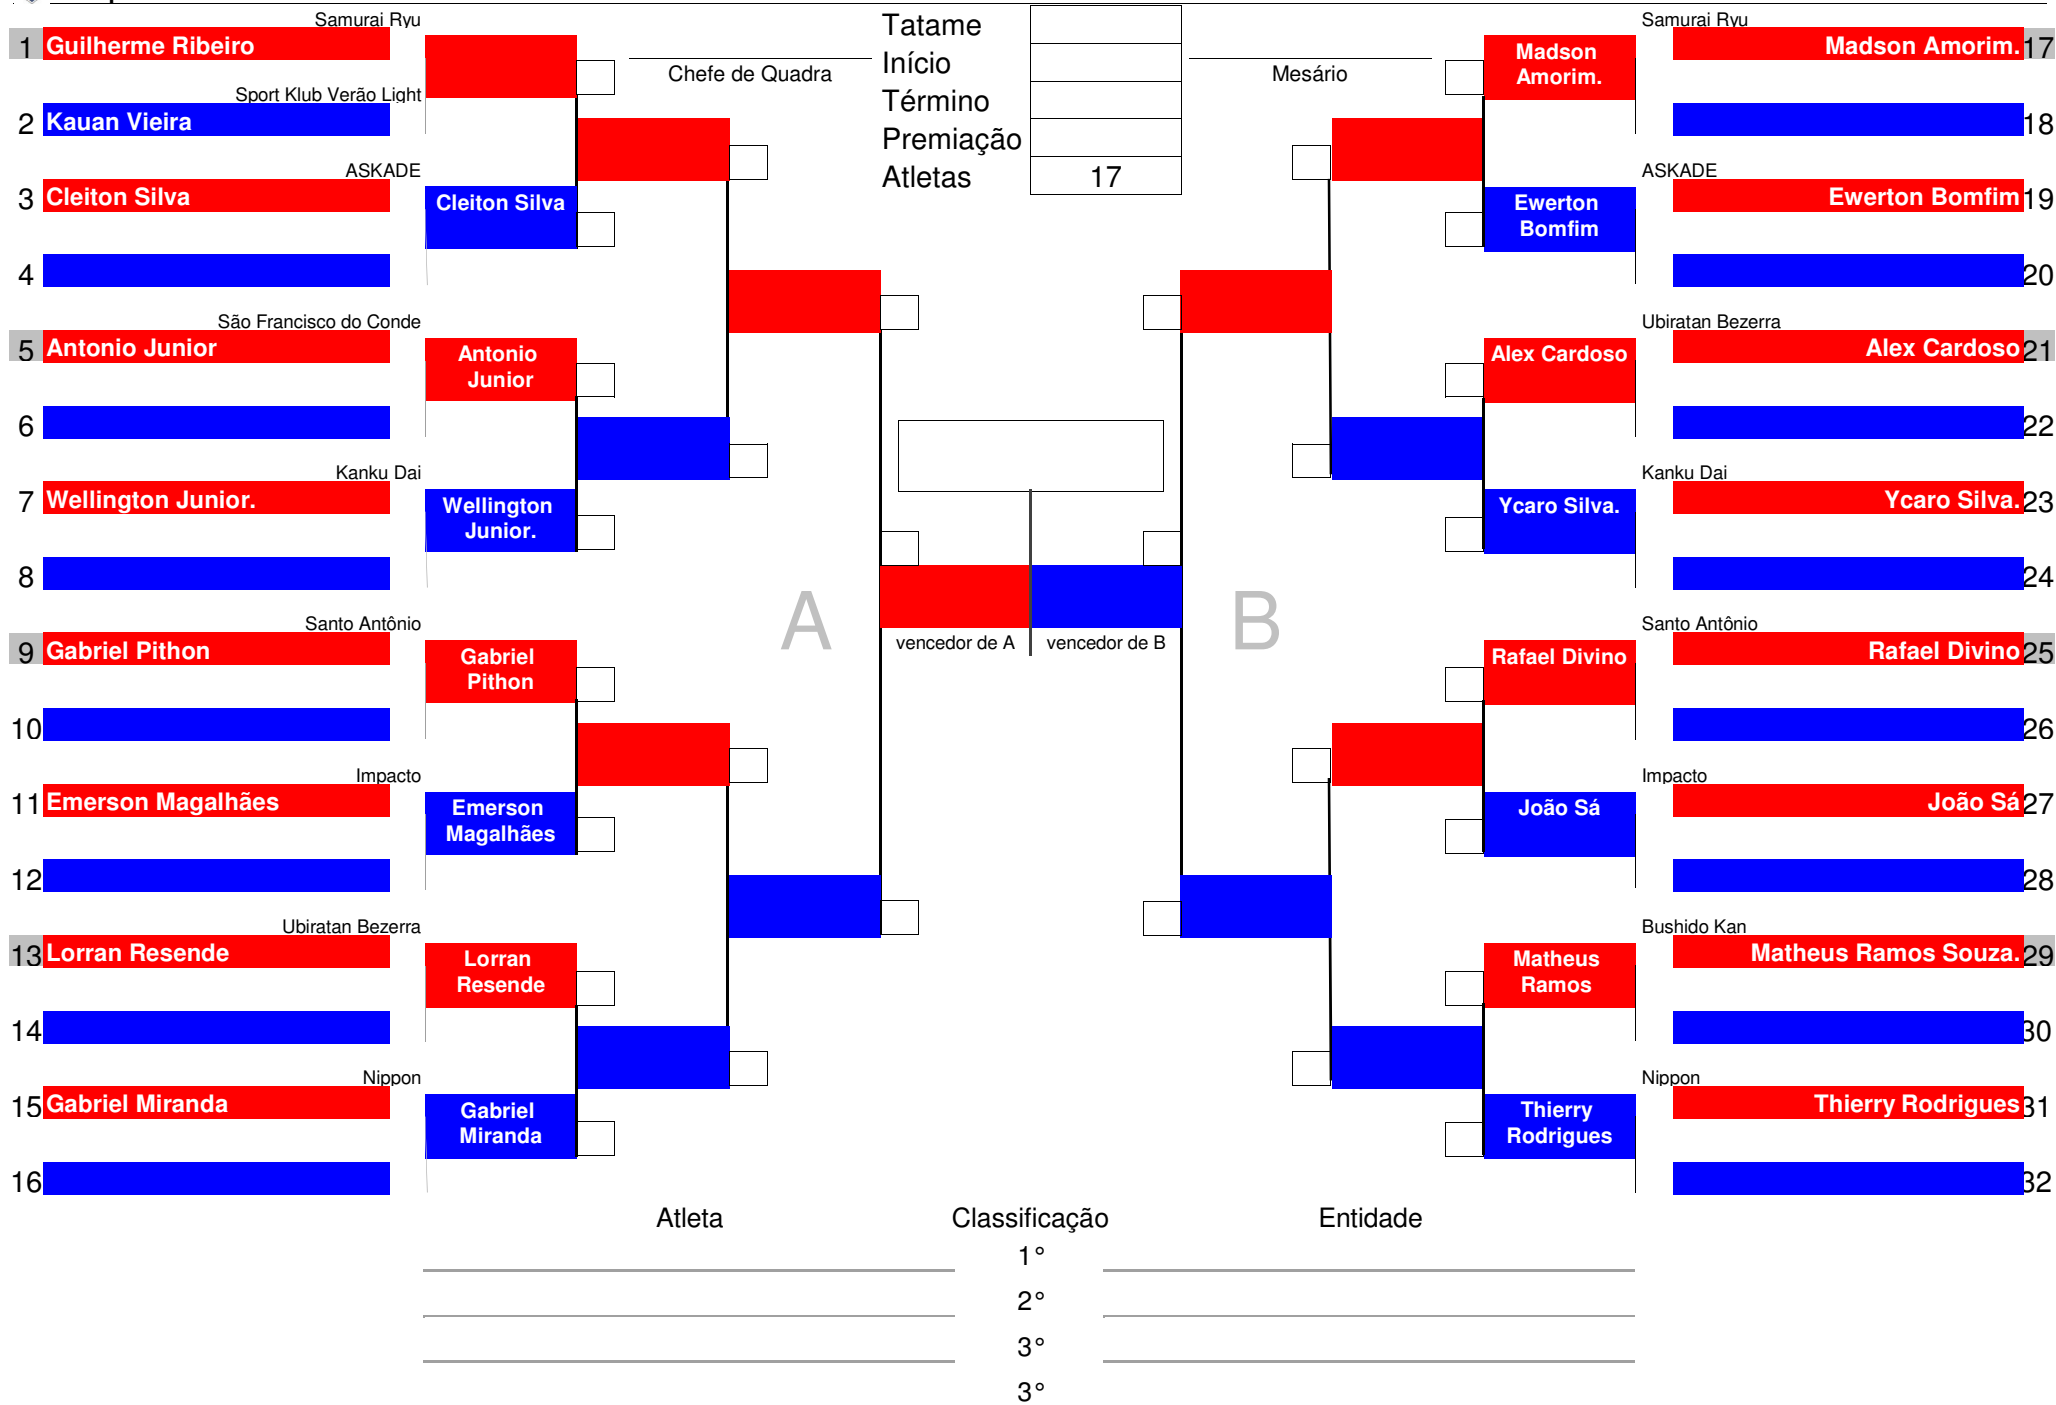 Samurai Ryu
1 Guilherme Ribeiro
Sport Klub Verão Light
2 Kauan Vieira
ASKADE
3 Cleiton Silva
4
São Francisco do Conde
5 Antonio Junior
6
Kanku Dai
7 Wellington Junior.
8
Santo Antônio
9 Gabriel Pithon
10
Impacto
11 Emerson Magalhães
12
Ubiratan Bezerra
13 Lorran Resende
14
Nippon
15 Gabriel Miranda
16
Cleiton Silva
Antonio
Junior
Wellington
Junior.
Gabriel
Pithon
Emerson
Magalhães
Lorran
Resende
Gabriel
Miranda
Chefe de Quadra
Tatame
Início
Término
Premiação
Atletas 17
Mesário
A
vencedor de A
vencedor de B
B
Madson
Amorim.
Ewerton
Bomfim
Alex Cardoso
Ycaro Silva.
Rafael Divino
João Sá
Matheus
Ramos
Thierry
Rodrigues
Samurai Ryu
Madson Amorim. 17
18
ASKADE
Ewerton Bomfim 19
20
Ubiratan Bezerra
Alex Cardoso 21
22
Kanku Dai
Ycaro Silva. 23
24
Santo Antônio
Rafael Divino 25
26
Impacto
João Sá 27
28
Bushido Kan
Matheus Ramos Souza. 29
30
Nippon
Thierry Rodrigues 31
32
Atleta Classificação Entidade
1°
2°
3°
3°